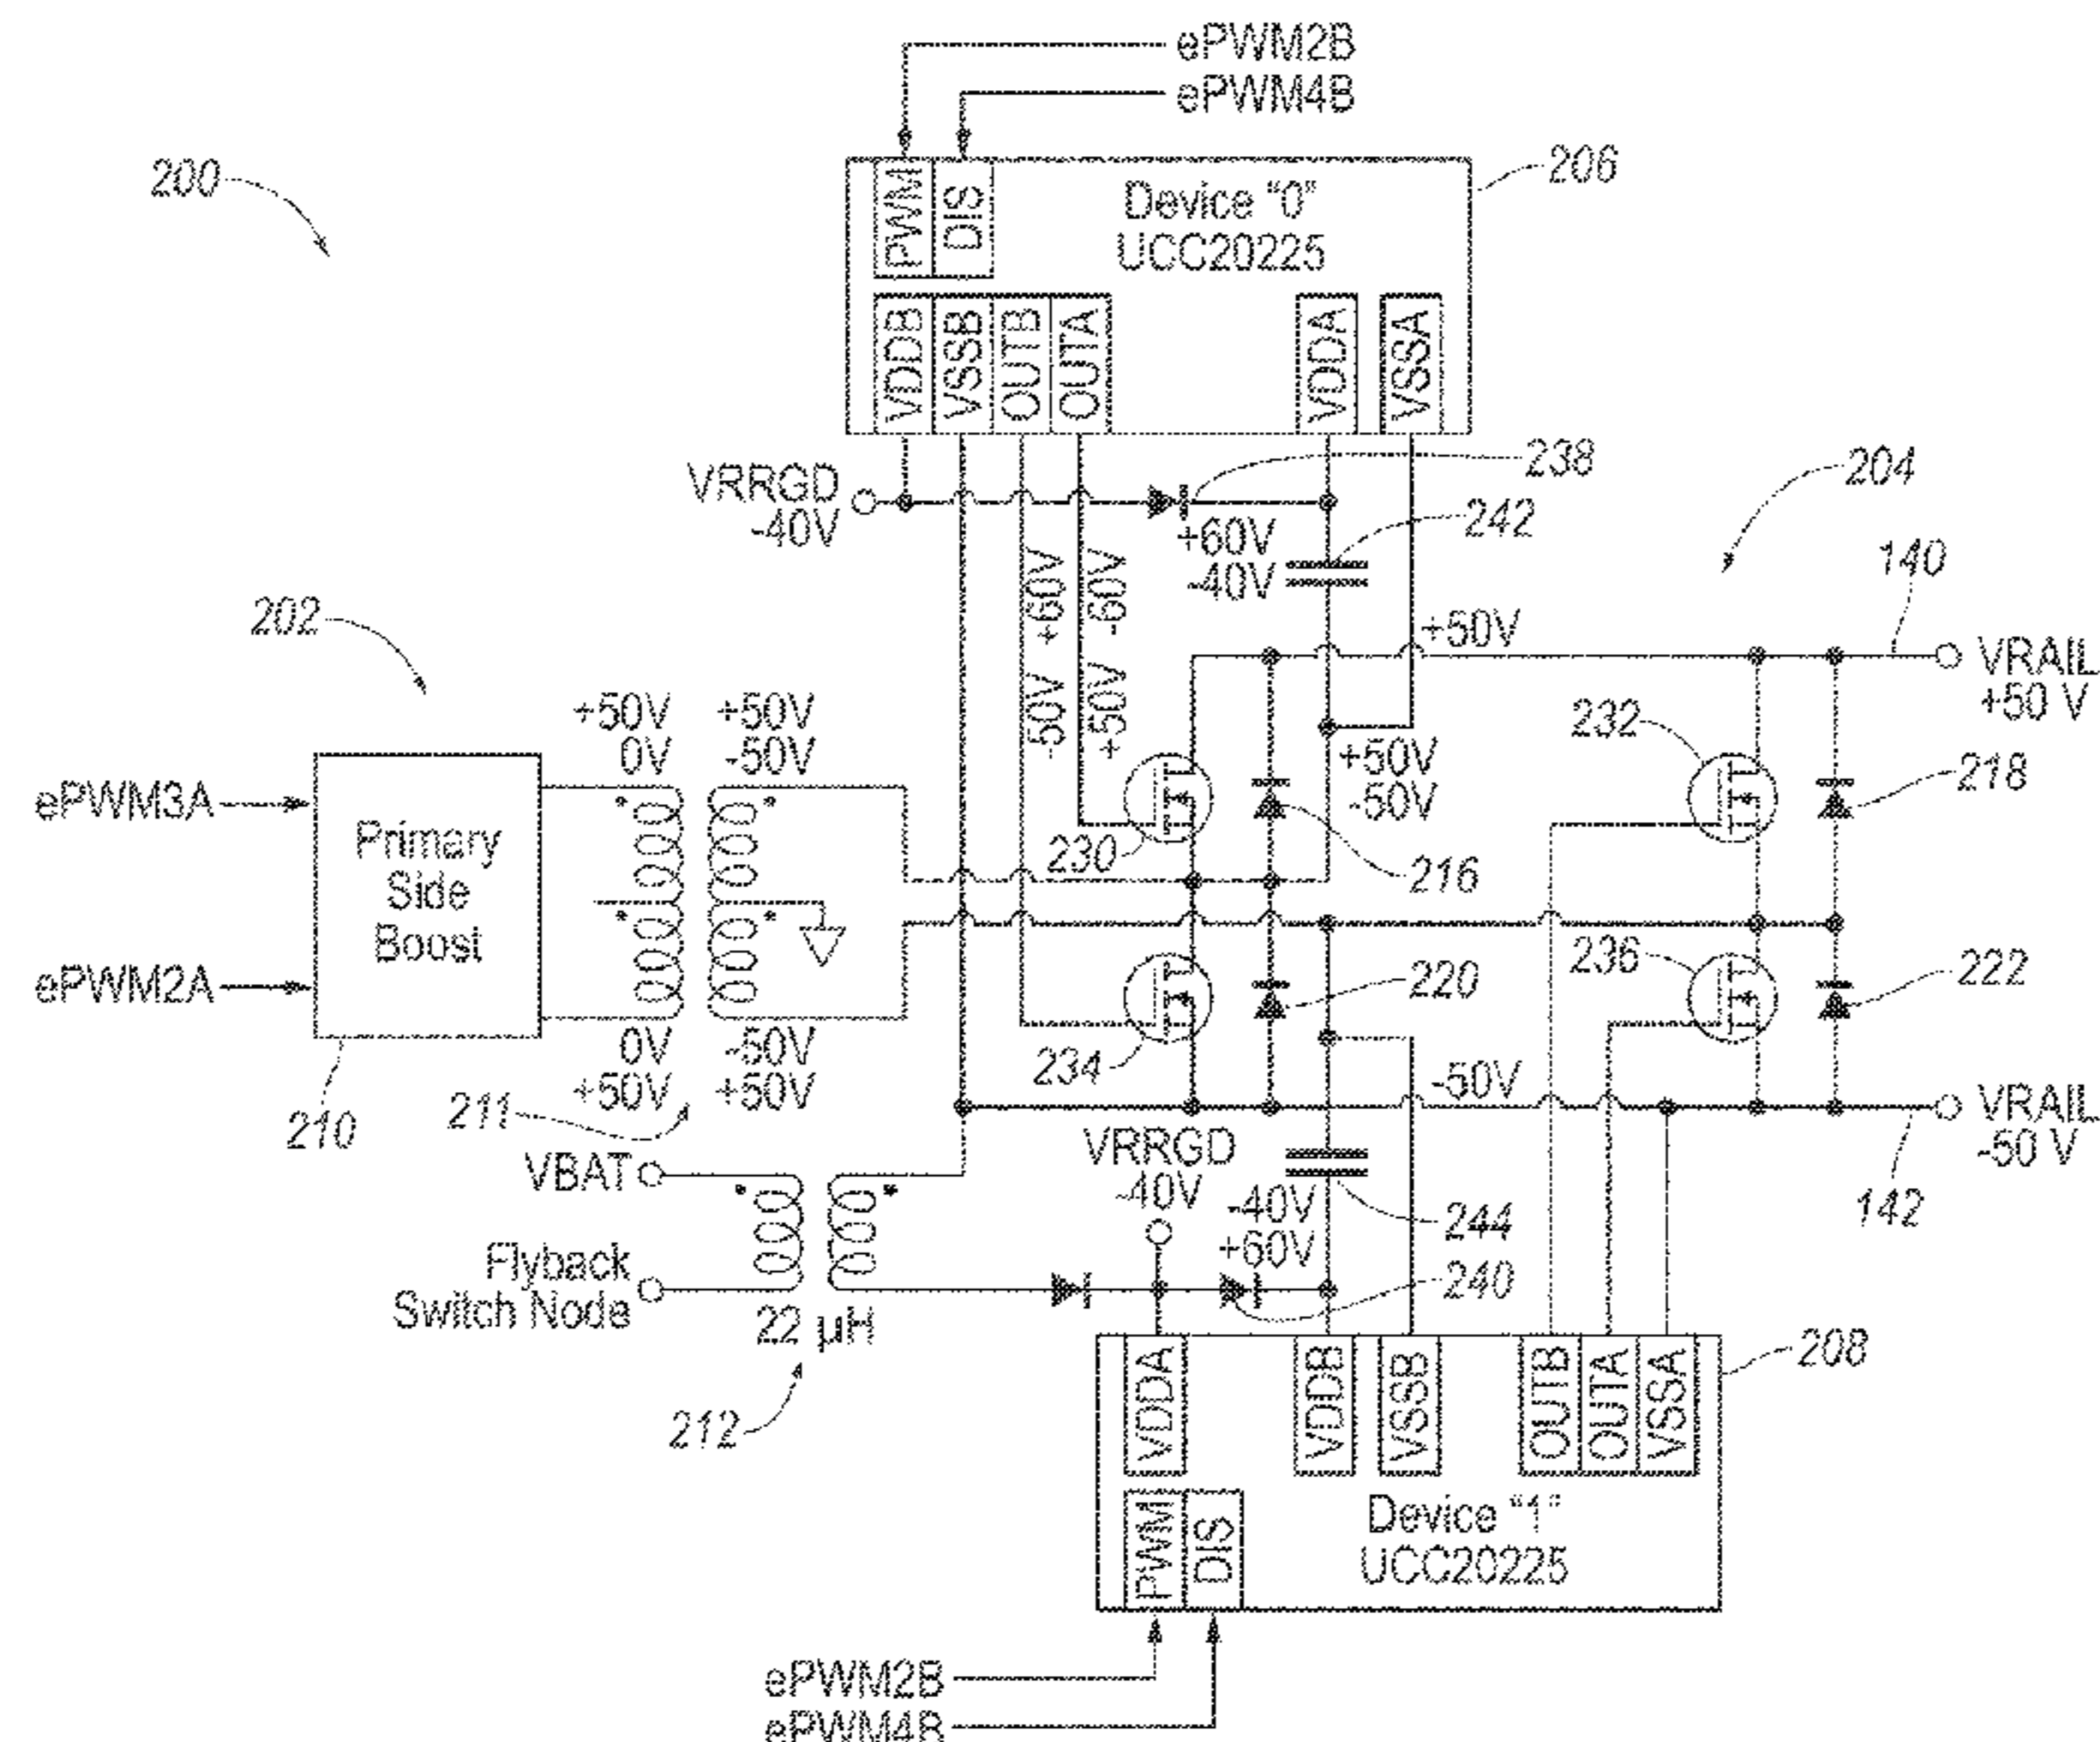 ePWM2B
ePWM4B
200
206
PWM
DIS
Device "0"
UCC20225
VDDB
VSSB
OUTB
OUTA
VDDA
VSSA
VRRGD
-40V
238
204
242
+60V
-40V
140
-50V +60V
+50V -60V
+50V
VRAIL
+50 V
202
+50V
0V
+50V
-50V
232
+50V
-50V
218
ePWM3A
Primary
Side
Boost
230
216
ePWM2A
236
220
222
0V
+50V
-50V
+50V
234
-50V
VRAIL
-50 V
210
211
VRRGD
-40V
VBAT
-40V
+60V
244
142
Flyback
Switch Node
240
22 µH
208
VDDA
VDDB
VSSB
OUTB
OUTA
VSSA
212
PWM
DIS
Device "1"
UCC20225
ePWM2B
ePWM4B